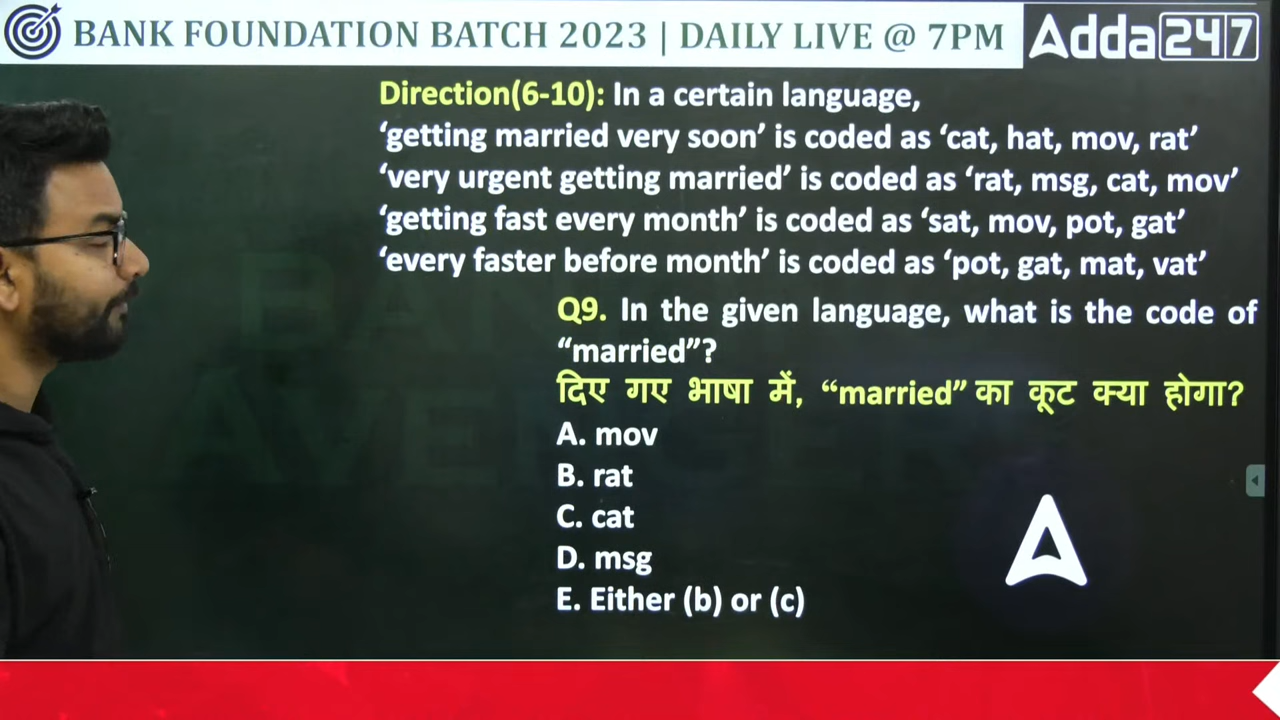 BANK FOUNDATION BATCH 2023 | DAILY LIVE @ 7PM
Adda247
Direction(6-10): In a certain language,
‘getting married very soon’ is coded as ‘cat, hat, mov, rat’
‘very urgent getting married’ is coded as ‘rat, msg, cat, mov’
‘getting fast every month’ is coded as ‘sat, mov, pot, gat’
‘every faster before month’ is coded as ‘pot, gat, mat, vat’
Q9. In the given language, what is the code of
“married”?
दिए गए भाषा में, “married” का कूट क्या होगा?
A. mov
B. rat
C. cat
D. msg
E. Either (b) or (c)